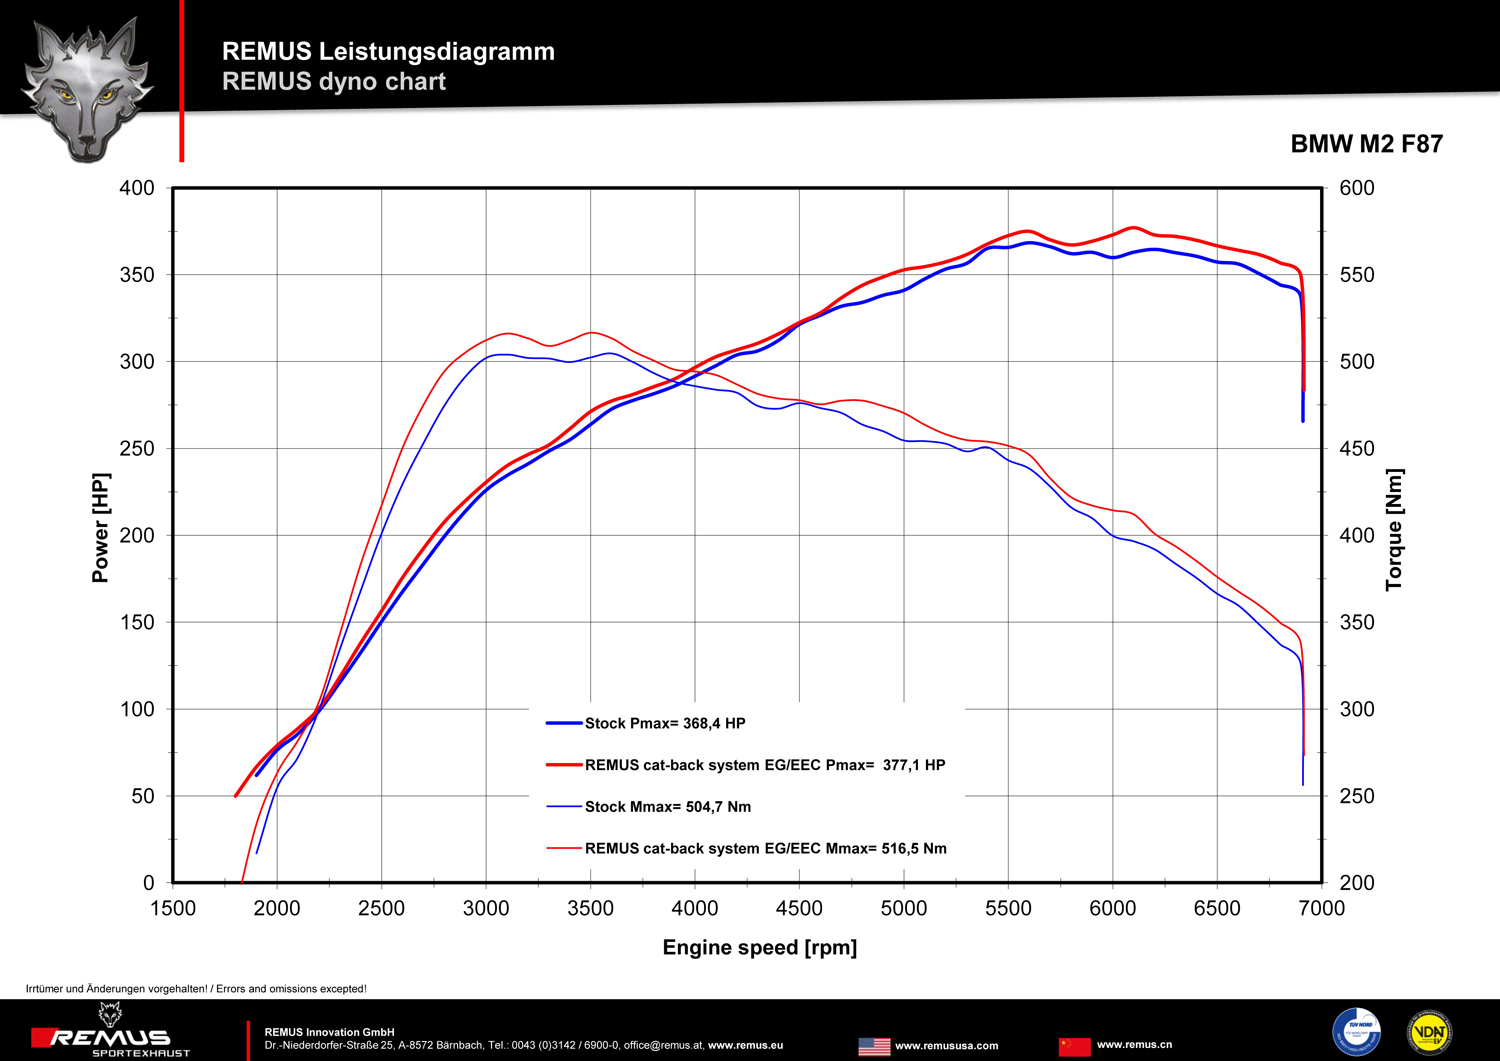 REMUS Leistungsdiagramm
REMUS dyno chart
BMW M2 F87
400
350
300
250
200
150
100
50
0
Power [HP]
600
550
500
450
400
350
300
250
200
Torque [Nm]
Stock Pmax= 368,4 HP
REMUS cat-back system EG/EEC Pmax=  377,1 HP
Stock Mmax= 504,7 Nm
REMUS cat-back system EG/EEC Mmax= 516,5 Nm
1500 2000 2500 3000 3500 4000 4500 5000 5500 6000 6500 7000
Engine speed [rpm]
Irrtümer und Änderungen vorgehalten! / Errors and omissions excepted!
REMUS
SPORTEXHAUST
REMUS Innovation GmbH
Dr.-Niederdorfer-Straße 25, A-8572 Bärnbach, Tel.: 0043 (0)3142 / 6900-0, office@remus.at, www.remus.eu
www.remususa.com
www.remus.cn
TÜV NORD
VDAT
EV